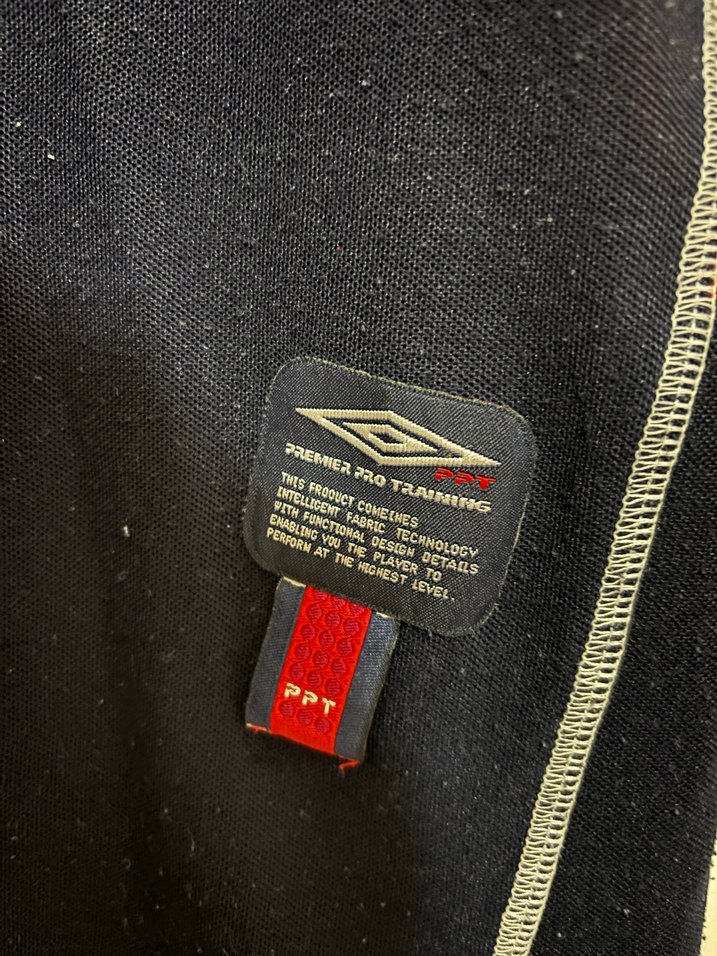 PPT
PREMIER PRO TRAINING
THIS PRODUCT COMBINES
INTELLIGENT FABRIC TECHNOLOGY
WITH FUNCTIONAL DESIGN DETAILS
ENABLING YOU THE PLAYER TO
PERFORM AT THE HIGHEST LEVEL.
PPT